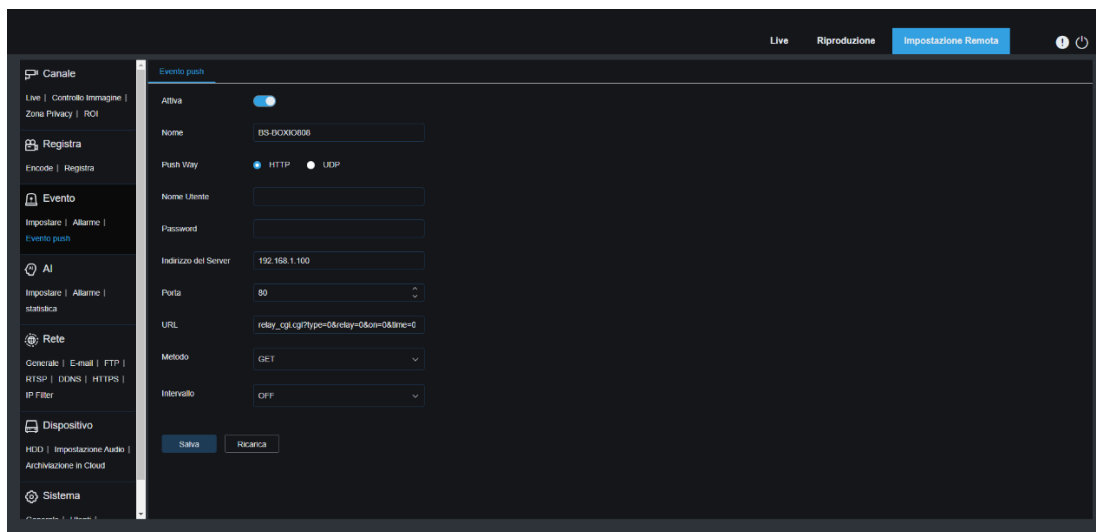 Live Riproduzione Impostazione Remota
Canale
Live | Controllo Immagine |
Zona Privacy | ROI
Registra
Encode | Registra
Evento
Impostare | Allarme |
Evento push
AI
Impostare | Allarme |
statistica
Rete
Generale | E-mail | FTP |
RTSP | DDNS | HTTPS |
IP Filter
Dispositivo
HDD | Impostazione Audio |
Archiviazione in Cloud
Sistema
Generale | Utenti |
Evento push
Attiva
Nome BS-BOXIO808
Push Way HTTP UDP
Nome Utente
Password
Indirizzo del Server 192.168.1.100
Porta 80
URL relay_cgi.cgi?type=0&relay=0&on=0&time=0
Metodo GET
Intervallo OFF
Salva Ricarica